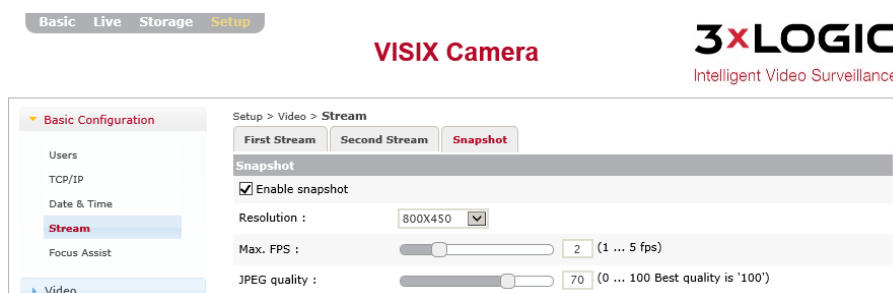 Basic Live Storage Setup
VISIX Camera
3xLOGIC
Intelligent Video Surveillance
Basic Configuration
Users
TCP/IP
Date & Time
Stream
Focus Assist
Video
Setup > Video > Stream
First Stream Second Stream Snapshot
Snapshot
Enable snapshot
Resolution : 800X450
Max. FPS : 2 (1 ... 5 fps)
JPEG quality : 70 (0 ... 100 Best quality is '100')